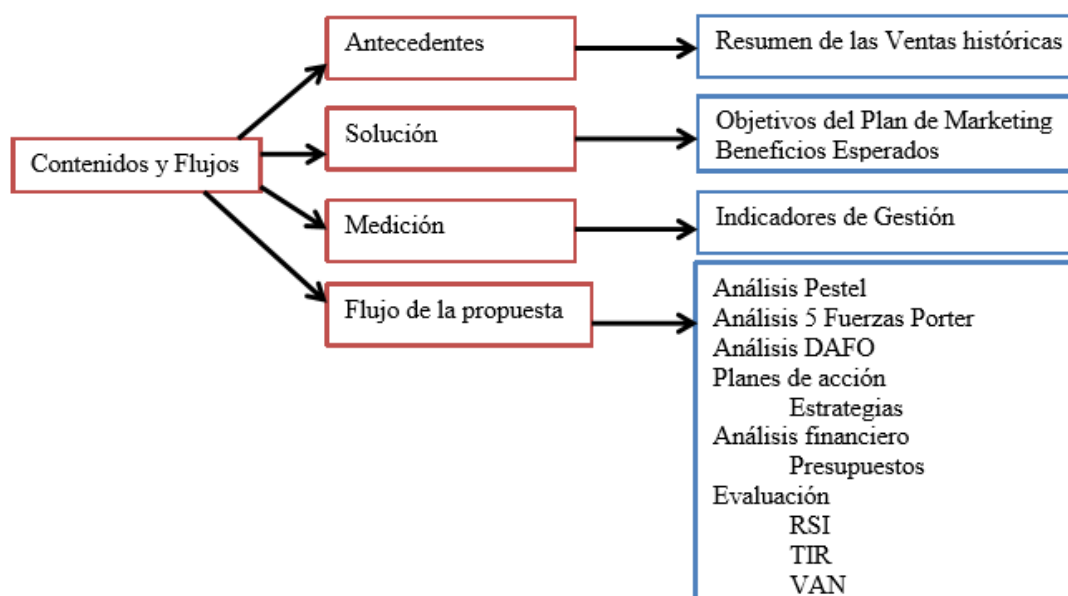 Contenidos y Flujos
Antecedentes
Resumen de las Ventas históricas
Solución
Objetivos del Plan de Marketing
Beneficios Esperados
Medición
Indicadores de Gestión
Flujo de la propuesta
Análisis Pestel
Análisis 5 Fuerzas Porter
Análisis DAFO
Planes de acción
Estrategias
Análisis financiero
Presupuestos
Evaluación
RSI
TIR
VAN